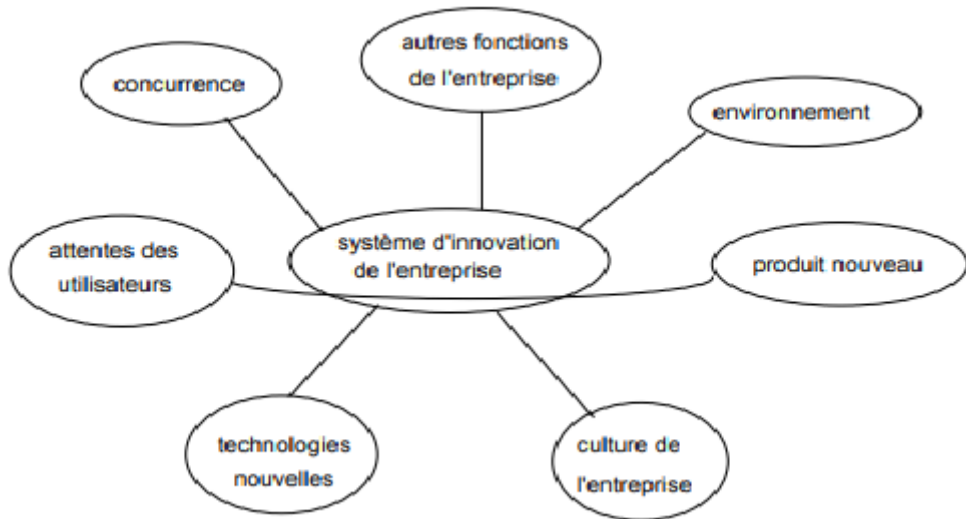 autres fonctions
de l'entreprise
concurrence
environnement
système d'innovation
de l'entreprise
attentes des
utilisateurs
produit nouveau
technologies
nouvelles
culture de
l'entreprise